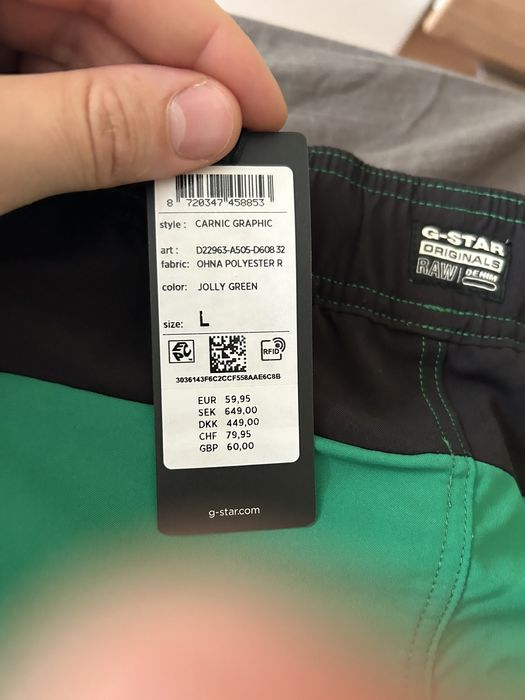 8 720347 458853
style : CARNIC GRAPHIC
art : D22963-A505-D608 32
fabric: OHNA POLYESTER R
color: JOLLY GREEN
size: L
EPC
RFID
3036143F6C2CCF558AAE6C8B
EUR 59,95
SEK 649,00
DKK 449,00
CHF 79,95
GBP 60,00
g-star.com
G-STAR
ORIGINALS
RAW DENIM